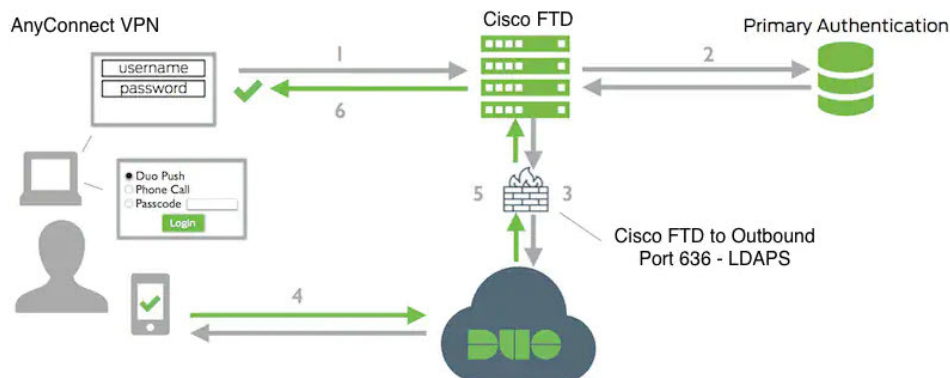 AnyConnect VPN
Cisco FTD
Primary Authentication
username
password
1
2
6
Duo Push
Phone Call
Passcode
Login
5
3
Cisco FTD to Outbound
Port 636 - LDAPS
4
DUO